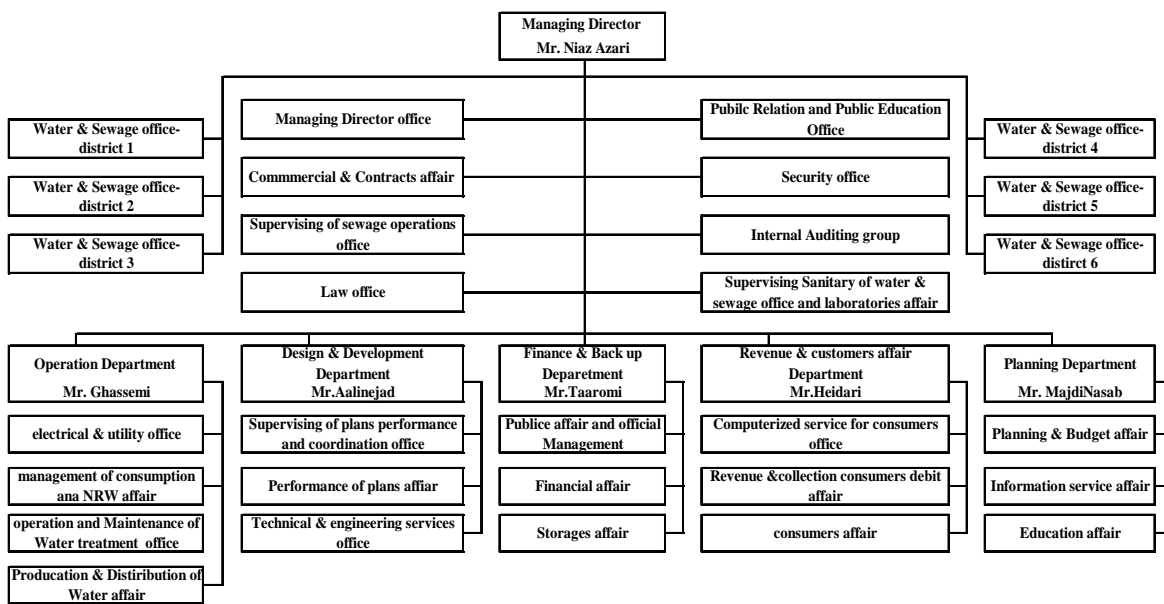 Managing Director
Mr. Niaz Azari
Managing Director office
Pubilc Relation and Public Education
Office
Water & Sewage office-
district 1
Water & Sewage office-
district 4
Commmercial & Contracts affair
Security office
Water & Sewage office-
district 2
Water & Sewage office-
district 5
Supervising of sewage operations
office
Internal Auditing group
Water & Sewage office-
district 3
Water & Sewage office-
distirct 6
Law office
Supervising Sanitary of water &
sewage office and laboratories affair
Operation Department
Mr. Ghassemi
Design & Development
Department
Mr.Aalinejad
Finance & Back up
Deparetment
Mr.Taaromi
Revenue & customers affair
Department
Mr.Heidari
Planning Department
Mr. MajdiNasab
electrical & utility office
Supervising of plans performance
and coordination office
Publice affair and official
Management
Computerized service for consumers
office
Planning & Budget affair
management of consumption
ana NRW affair
Performance of plans affiar
Financial affair
Revenue &collection consumers debit
affair
Information service affair
operation and Maintenance of
Water treatment office
Technical & engineering services
office
Storages affair
consumers affair
Education affair
Producation & Distiribution of
Water affair